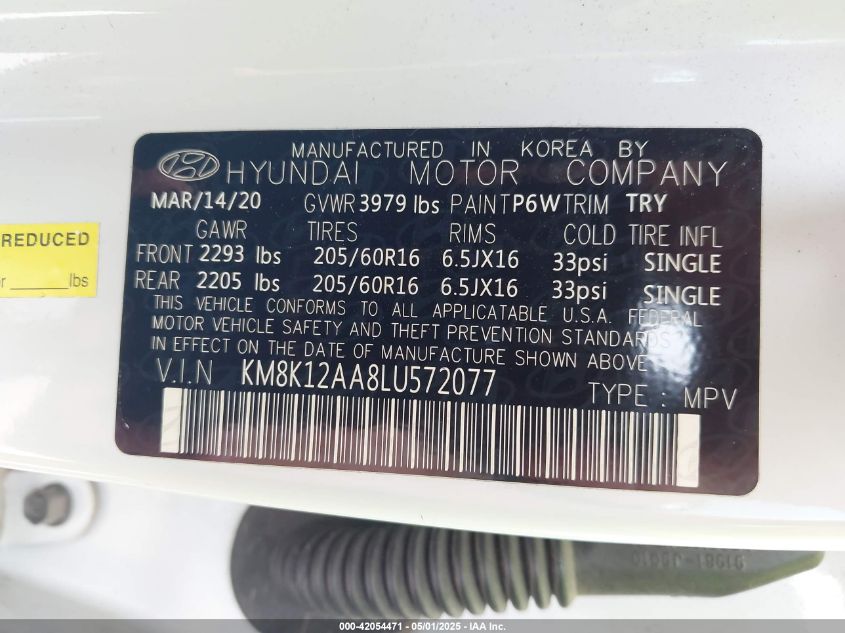 MANUFACTURED IN KOREA BY
HYUNDAI MOTOR COMPANY
MAR/14/20 GVWR 3979 lbs PAINT P6W TRIM TRY
GAWR TIRES RIMS COLD TIRE INFL
FRONT 2293 lbs 205/60R16 6.5JX16 33psi SINGLE
REAR 2205 lbs 205/60R16 6.5JX16 33psi SINGLE
THIS VEHICLE CONFORMS TO ALL APPLICATABLE U.S.A. FEDERAL
MOTOR VEHICLE SAFETY AND THEFT PREVENTION STANDARDS
IN EFFECT ON THE DATE OF MANUFACTURE SHOWN ABOVE
V.I.N KM8K12AA8LU572077
TYPE : MPV
REDUCED
or ______ lbs
000-42054471 - 05/01/2025 - IAA Inc.